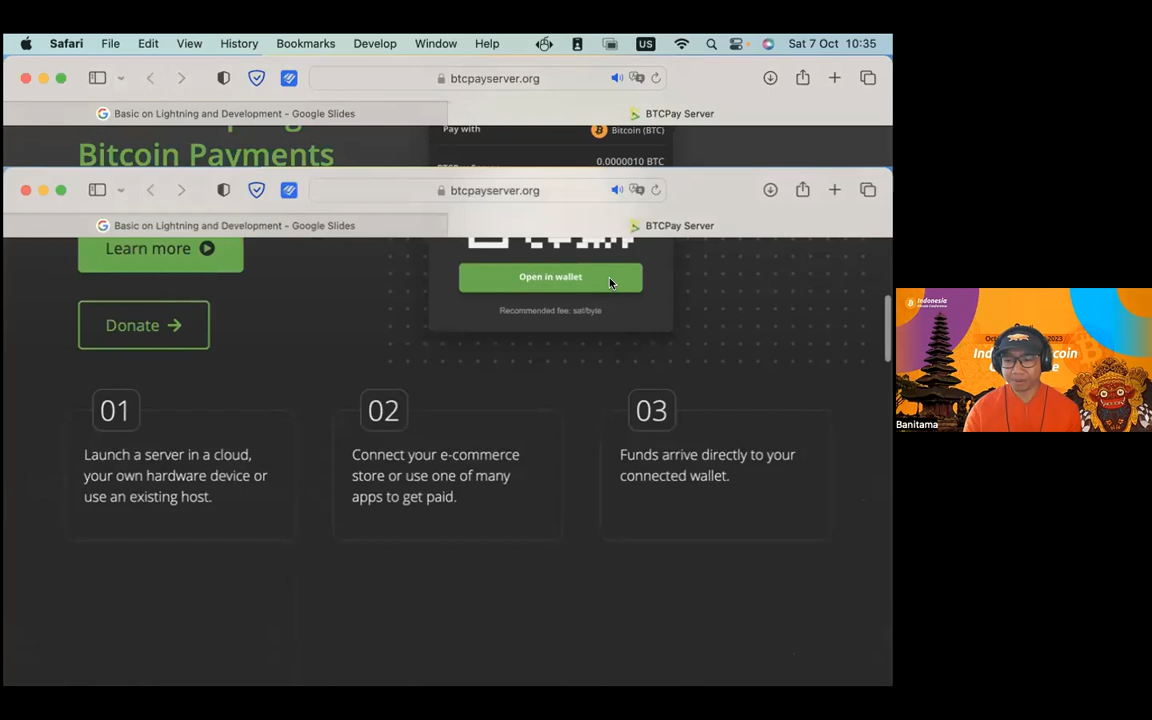 Safari File Edit View History Bookmarks Develop Window Help US Sat 7 Oct 10:35
btcpayserver.org
Basic on Lightning and Development - Google Slides BTCPay Server
Pay with Bitcoin (BTC)
Bitcoin Payments
0.0000010 BTC
btcpayserver.org
Basic on Lightning and Development - Google Slides BTCPay Server
Learn more
Open in wallet
Recommended fee: sat/byte
Donate
01
Launch a server in a cloud,
your own hardware device or
use an existing host.
02
Connect your e-commerce
store or use one of many
apps to get paid.
03
Funds arrive directly to your
connected wallet.
Indonesia
2023
Banitama